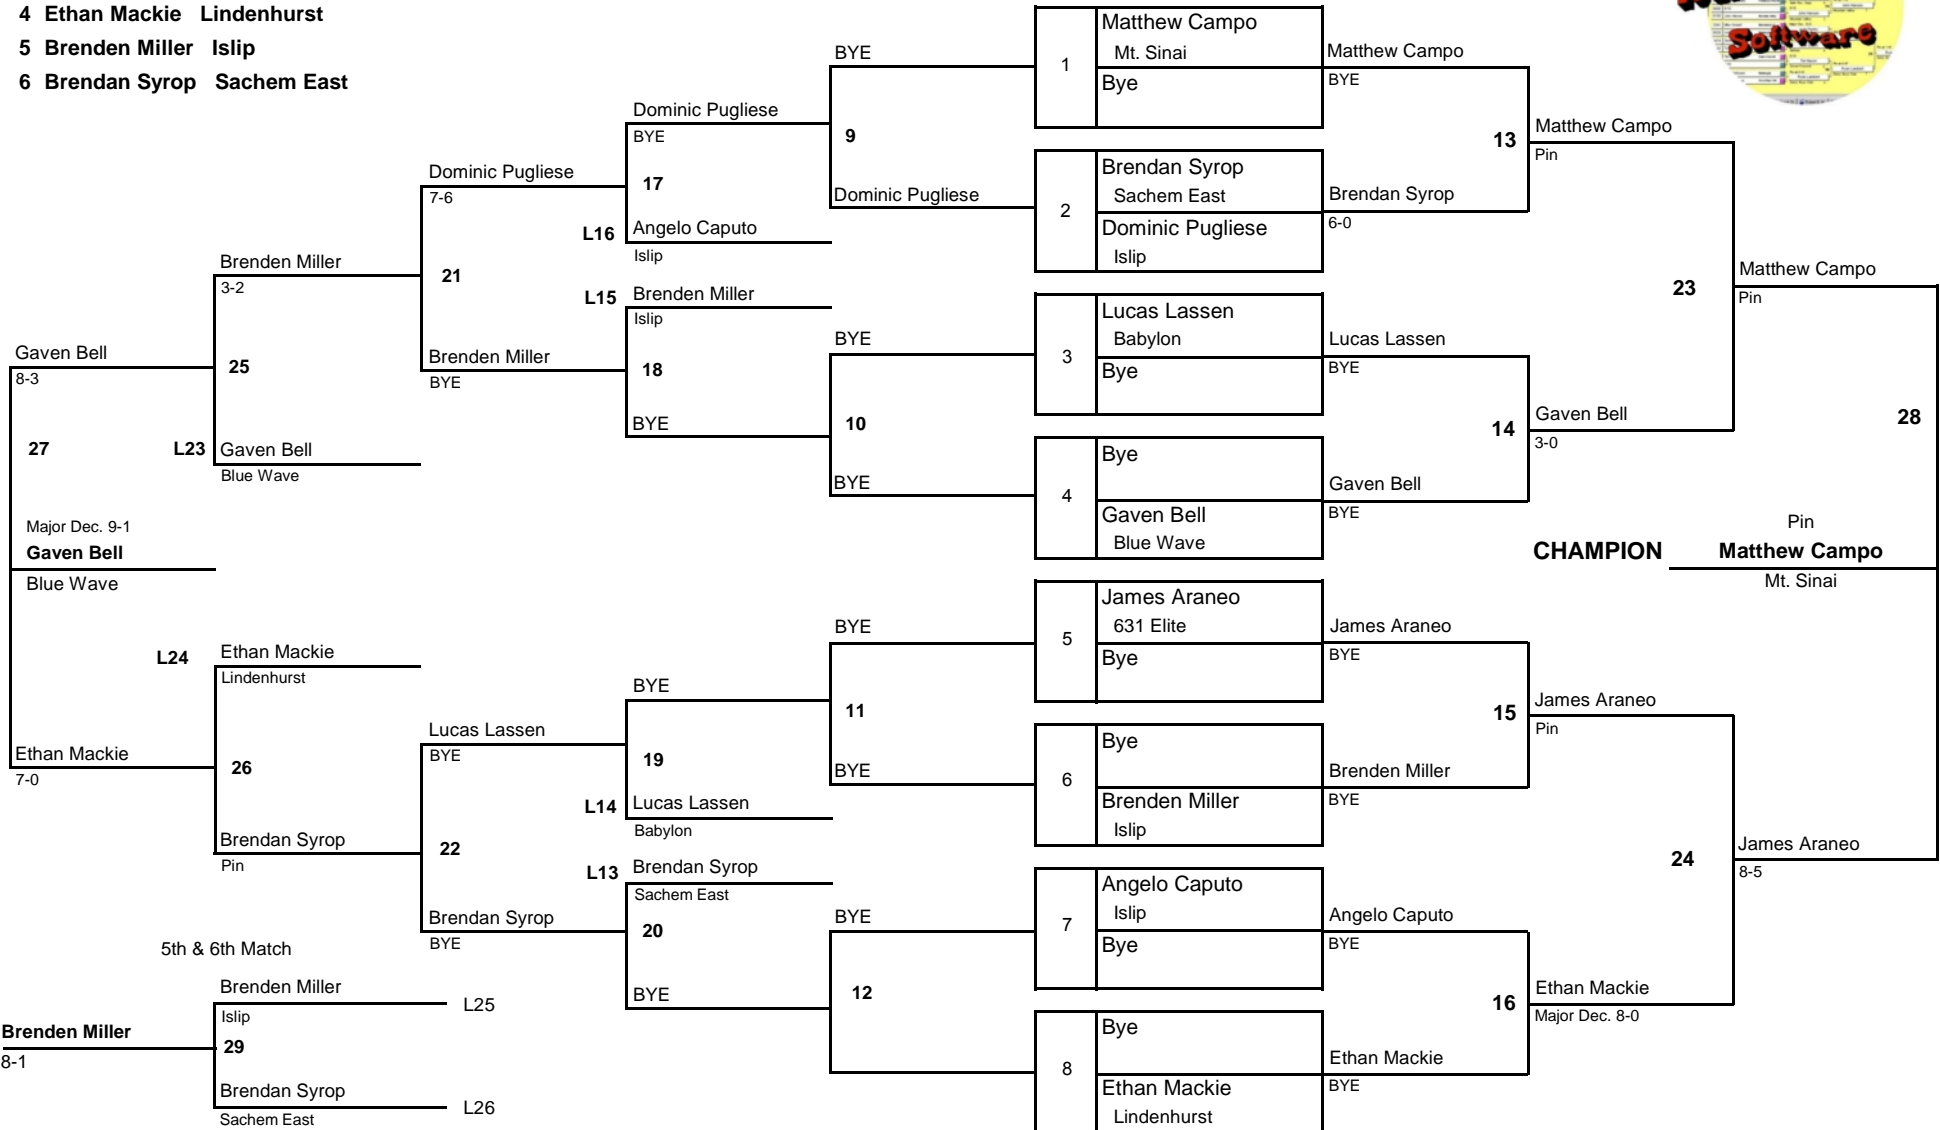 4 Ethan Mackie Lindenhurst
5 Brenden Miller Islip
6 Brendan Syrop Sachem East
Software
BYE
1
Matthew Campo
Mt. Sinai
Bye
Matthew Campo
BYE
Dominic Pugliese
BYE
9
13
Matthew Campo
Pin
Dominic Pugliese
7-6
17
Dominic Pugliese
2
Brendan Syrop
Sachem East
Dominic Pugliese
Islip
Brendan Syrop
6-0
L16
Angelo Caputo
Islip
Brenden Miller
3-2
21
L15
Brenden Miller
Islip
23
Matthew Campo
Pin
Gaven Bell
8-3
25
Brenden Miller
BYE
18
BYE
3
Lucas Lassen
Babylon
Bye
Lucas Lassen
BYE
BYE
10
14
Gaven Bell
3-0
28
27
L23
Gaven Bell
Blue Wave
BYE
4
Bye
Gaven Bell
Blue Wave
Gaven Bell
BYE
Major Dec. 9-1
Gaven Bell
Blue Wave
Pin
CHAMPION
Matthew Campo
Mt. Sinai
L24
Ethan Mackie
Lindenhurst
BYE
5
James Araneo
631 Elite
Bye
James Araneo
BYE
BYE
11
15
James Araneo
Pin
Ethan Mackie
7-0
26
Lucas Lassen
BYE
19
BYE
6
Bye
Brenden Miller
Islip
Brenden Miller
BYE
L14
Lucas Lassen
Babylon
Brendan Syrop
Pin
22
L13
Brendan Syrop
Sachem East
24
James Araneo
8-5
Brendan Syrop
BYE
20
BYE
7
Angelo Caputo
Islip
Bye
Angelo Caputo
BYE
5th & 6th Match
Brenden Miller
Islip
L25
BYE
12
16
Ethan Mackie
Major Dec. 8-0
Brenden Miller
8-1
29
8
Bye
Ethan Mackie
Lindenhurst
Ethan Mackie
BYE
Brendan Syrop
Sachem East
L26